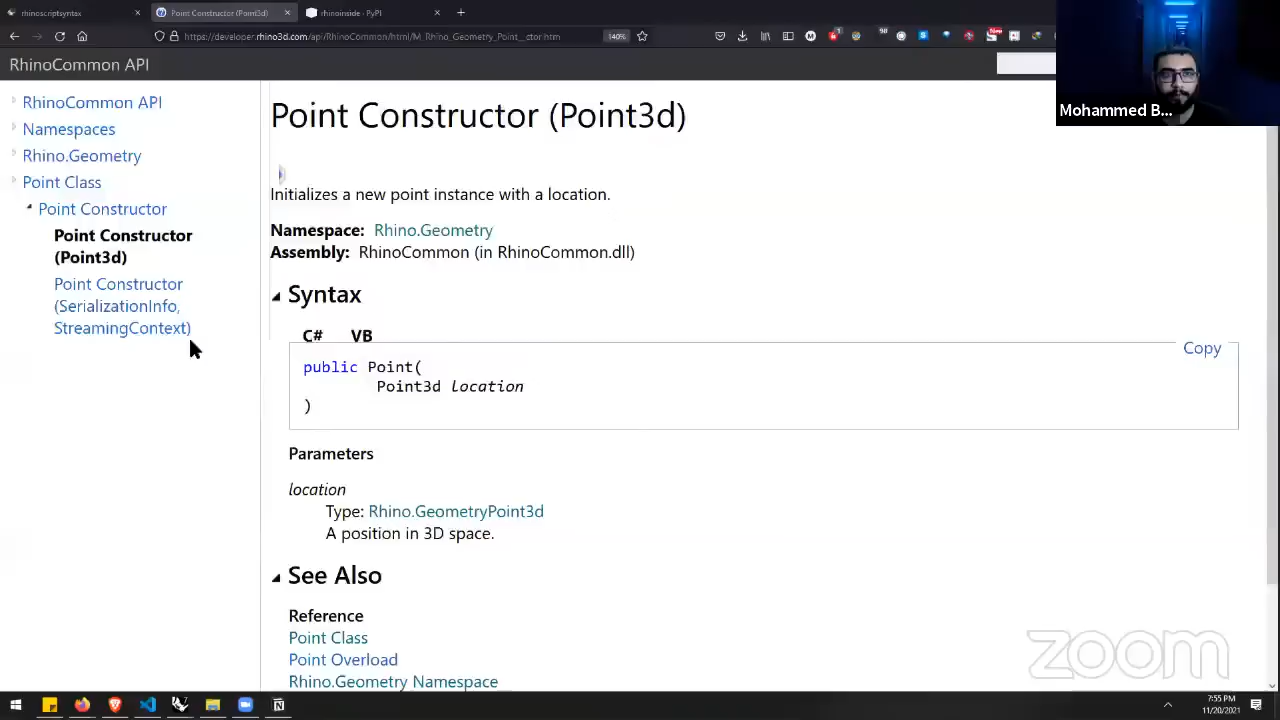 rhinoscriptsyntax
Point Constructor (Point3d)
rhinoinside · PyPI
https://developer.rhino3d.com/api/RhinoCommon/html/M_Rhino_Geometry_Point__ctor.htm
140%
New
RhinoCommon API
RhinoCommon API
Namespaces
Rhino.Geometry
Point Class
Point Constructor
Point Constructor
(Point3d)
Point Constructor
(SerializationInfo,
StreamingContext)
Point Constructor (Point3d)
Initializes a new point instance with a location.
Namespace: Rhino.Geometry
Assembly: RhinoCommon (in RhinoCommon.dll)
Syntax
C# VB
Copy
public Point(
Point3d location
)
Parameters
location
Type: Rhino.GeometryPoint3d
A position in 3D space.
See Also
Reference
Point Class
Point Overload
Rhino.Geometry Namespace
Mohammed B...
zoom
7:55 PM
11/20/2021